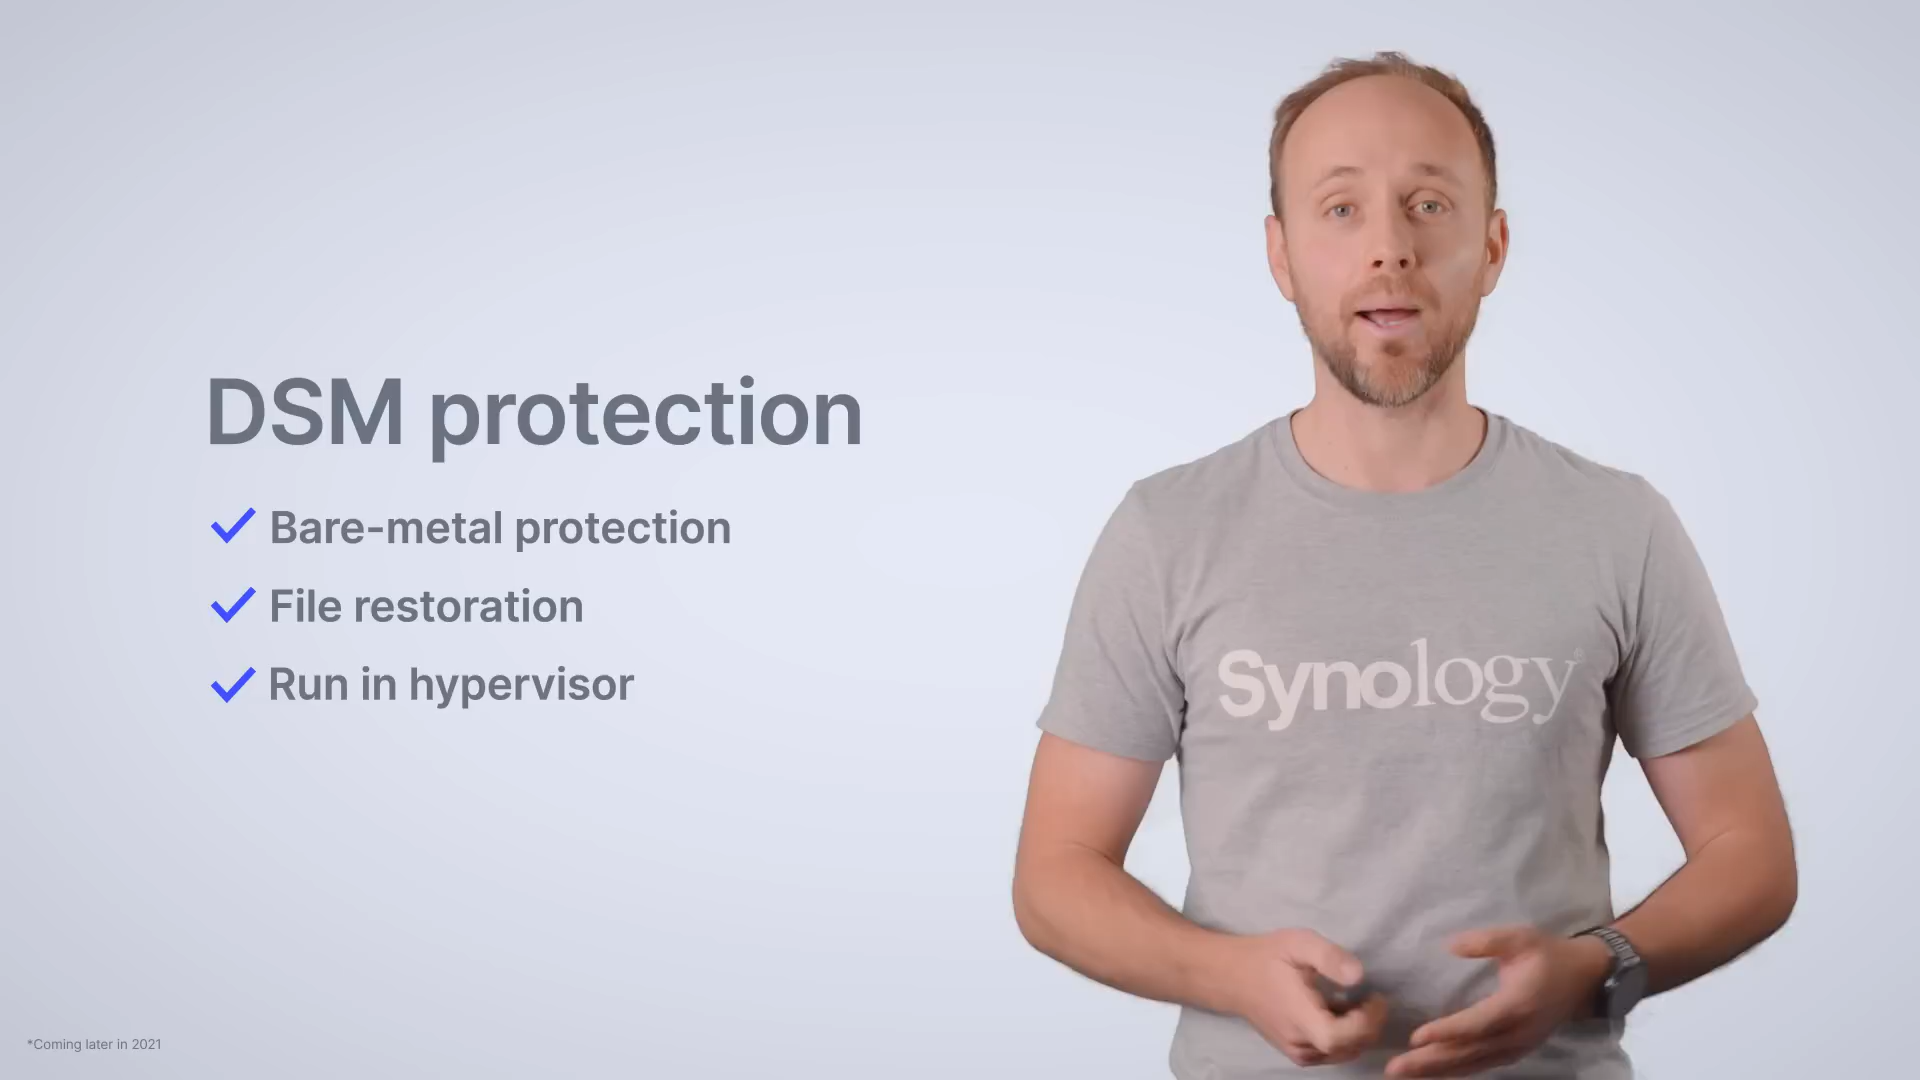 DSM protection
Bare-metal protection
File restoration
Run in hypervisor
Synology®
*Coming later in 2021